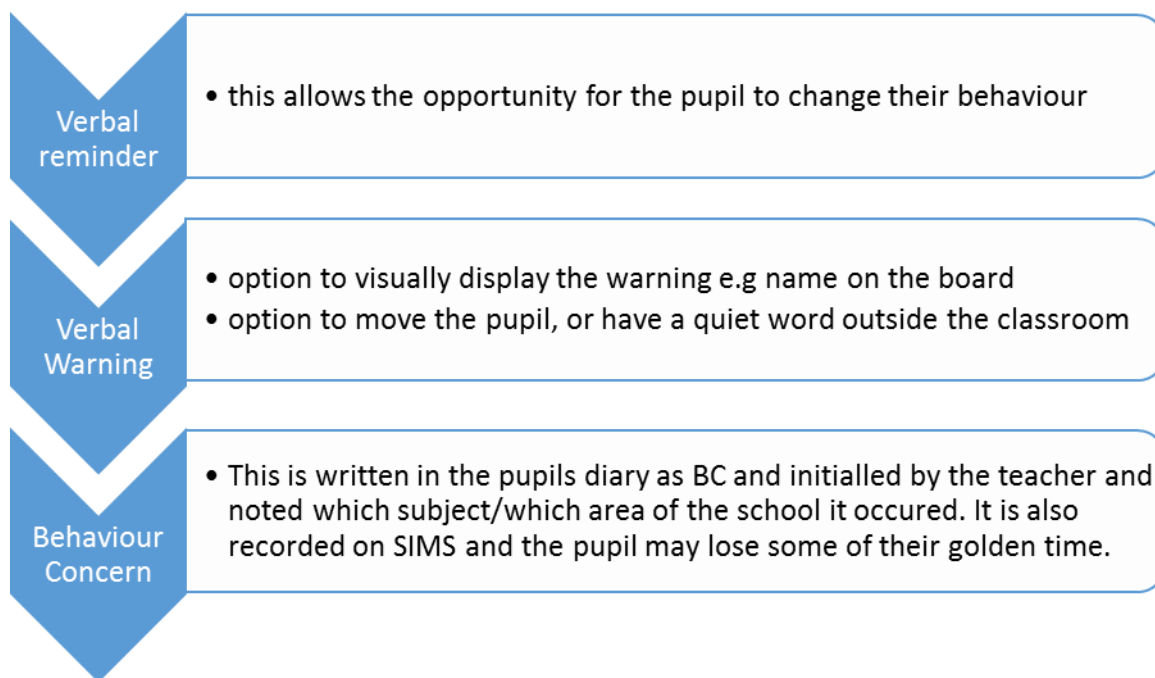 Verbal
reminder
• this allows the opportunity for the pupil to change their behaviour
Verbal
Warning
• option to visually display the warning e.g name on the board
• option to move the pupil, or have a quiet word outside the classroom
Behaviour
Concern
• This is written in the pupils diary as BC and initialled by the teacher and
noted which subject/which area of the school it occured. It is also
recorded on SIMS and the pupil may lose some of their golden time.